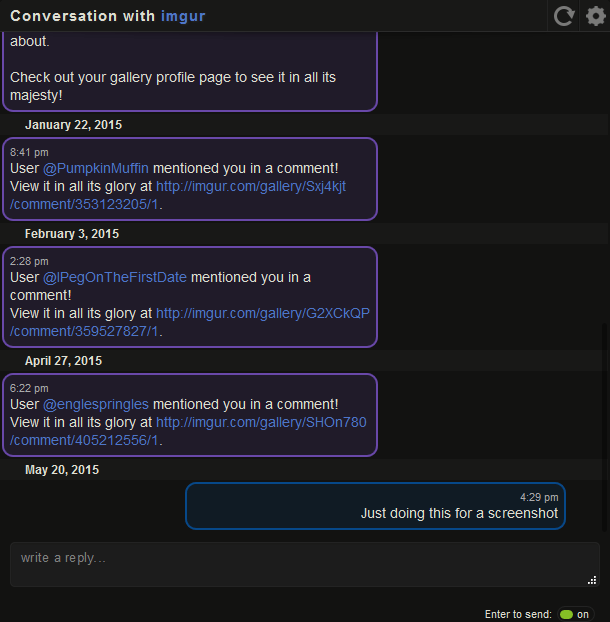 Conversation with imgur
about.
Check out your gallery profile page to see it in all its
majesty!
January 22, 2015
8:41 pm
User @PumpkinMuffin mentioned you in a comment!
View it in all its glory at http://imgur.com/gallery/Sxj4kjt
/comment/353123205/1.
February 3, 2015
2:28 pm
User @IPegOnTheFirstDate mentioned you in a
comment!
View it in all its glory at http://imgur.com/gallery/G2XCkQP
/comment/359527827/1.
April 27, 2015
6:22 pm
User @englespringles mentioned you in a comment!
View it in all its glory at http://imgur.com/gallery/SHOn780
/comment/405212556/1.
May 20, 2015
4:29 pm
Just doing this for a screenshot
write a reply...
Enter to send: on